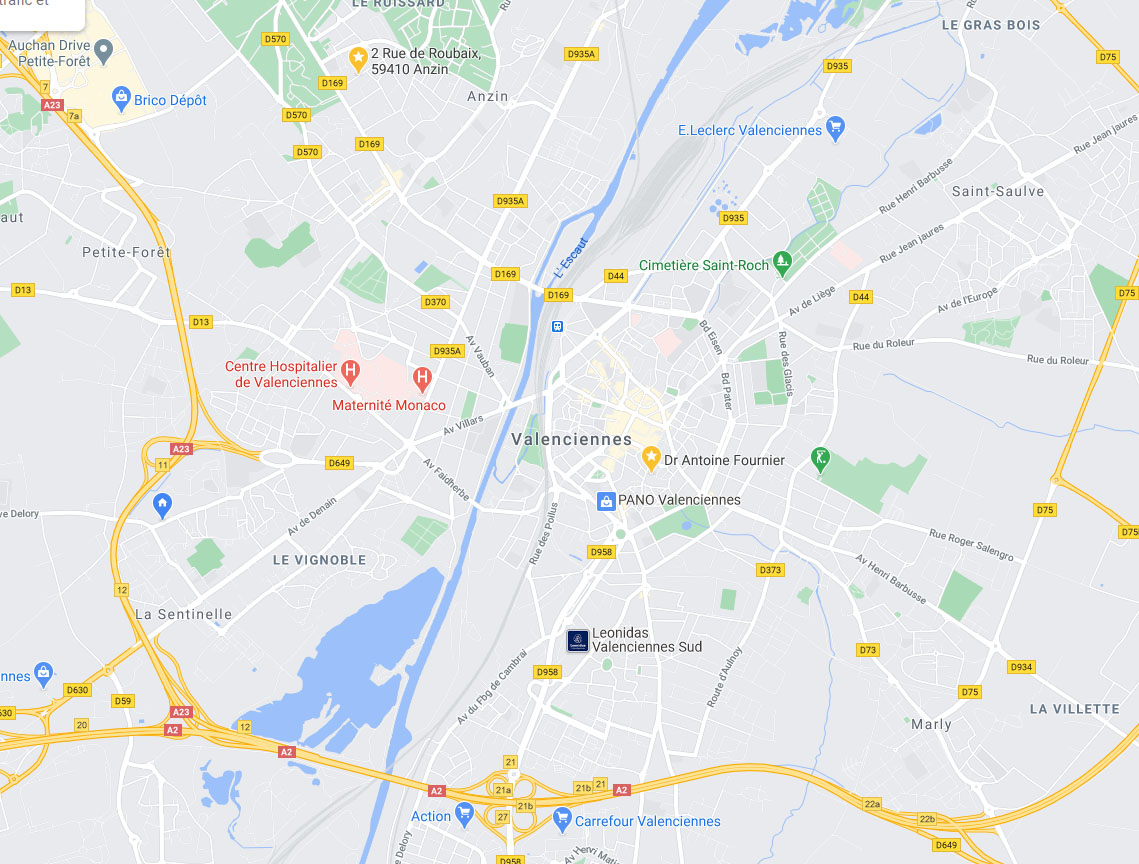 LE RUISSARD
LE GRAS BOIS
D570
Auchan Drive
Petite-Forêt
2 Rue de Roubaix,
59410 Anzin
D935A
D75
D935
D169
7
A23
7a
Brico Dépôt
Anzin
D570
E.Leclerc Valenciennes
Rue Jean jaures
D570
D169
Rue Henri Barbusse
Saint-Saulve
D935A
D935
aut
Petite-Forêt
L' Escaut
Rue Jean jaures
Cimetière Saint-Roch
D169
D44
D13
D370
D169
Av de Liège
D44
Av de l'Europe
D75
D13
Bd Eisen
Rue des Glacis
Av Vauban
D935A
Rue du Roleur
Rue du Roleur
Centre Hospitalier
de Valenciennes
Bd Pater
Maternité Monaco
Av Villars
Valenciennes
A23
11
D649
Dr Antoine Fournier
Av Faidherbe
PANO Valenciennes
ve Delory
Av de Denain
D75
Rue des Poilus
D75
Rue Roger Salengro
LE VIGNOBLE
D958
D373
Av Henri Barbusse
12
La Sentinelle
Leonidas
Valenciennes Sud
D73
D934
nnes
D630
D958
Route d'Aulnoy
D75
D59
Av du Fbg de Cambrai
LA VILLETTE
630
20
A23
A2
12
Marly
A2
21
A2
21a
21b
21
A2
21b
22a
22b
Action
27
Carrefour Valenciennes
e Delory
D649
D958